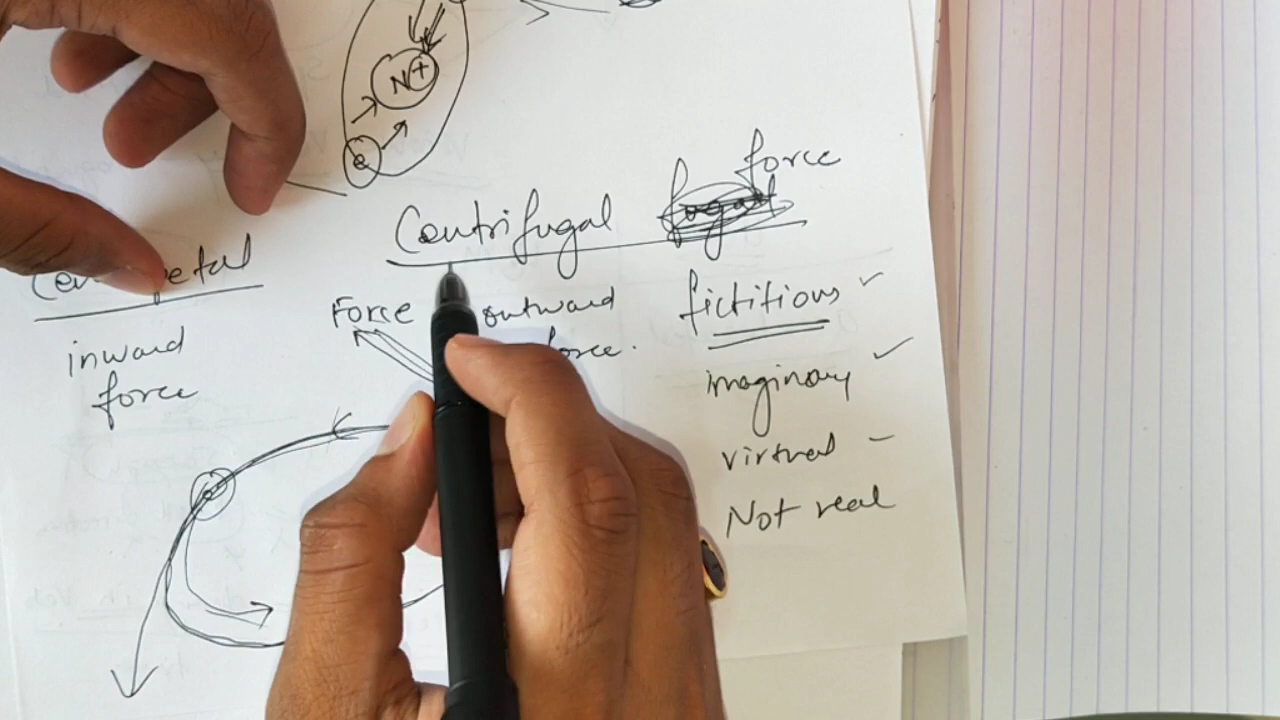 N+
e
force
Centrifugal
inward
force
Force outward
force.
fictitious ✓
imaginary ✓
virtual –
Not real